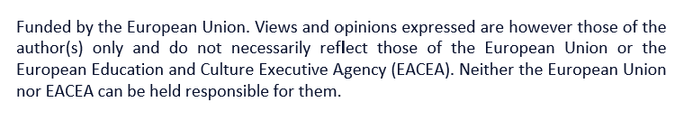 Funded by the European Union. Views and opinions expressed are however those of the
author(s) only and do not necessarily reflect those of the European Union or the
European Education and Culture Executive Agency (EACEA). Neither the European Union
nor EACEA can be held responsible for them.